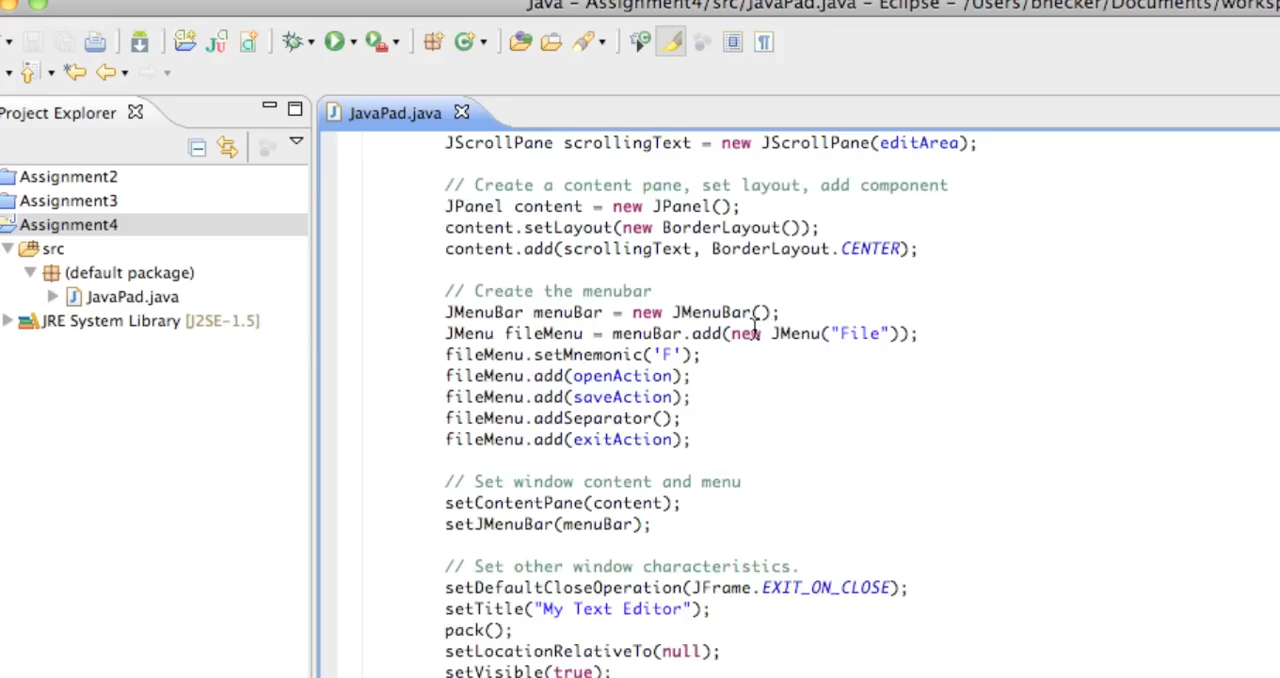 Java - Assignment4/src/JavaPad.java - Eclipse - /Users/bhecker/Documents/worksp
Project Explorer
JavaPad.java
Assignment2
Assignment3
Assignment4
src
(default package)
JavaPad.java
JRE System Library [J2SE-1.5]
JScrollPane scrollingText = new JScrollPane(editArea);
// Create a content pane, set layout, add component
JPanel content = new JPanel();
content.setLayout(new BorderLayout());
content.add(scrollingText, BorderLayout.CENTER);
// Create the menubar
JMenuBar menuBar = new JMenuBar();
JMenu fileMenu = menuBar.add(new JMenu("File"));
fileMenu.setMnemonic('F');
fileMenu.add(openAction);
fileMenu.add(saveAction);
fileMenu.addSeparator();
fileMenu.add(exitAction);
// Set window content and menu
setContentPane(content);
setJMenuBar(menuBar);
// Set other window characteristics.
setDefaultCloseOperation(JFrame.EXIT_ON_CLOSE);
setTitle("My Text Editor");
pack();
setLocationRelativeTo(null);
setVisible(true);